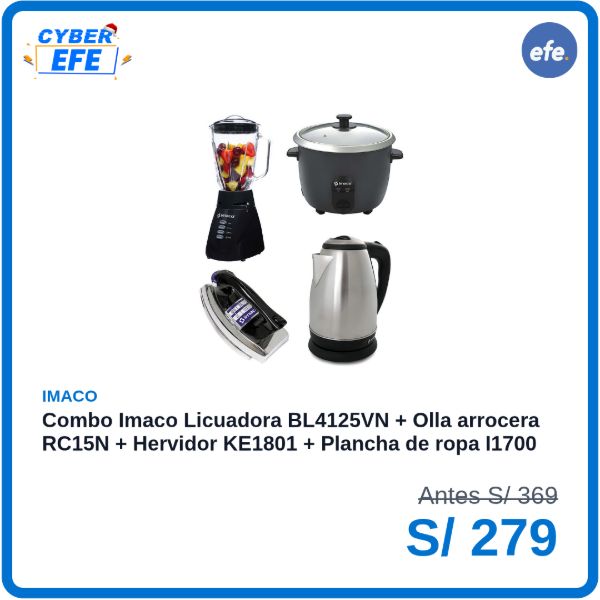 CYBER
EFE
efe.
imaco
IMACO
Combo Imaco Licuadora BL4125VN + Olla arrocera
RC15N + Hervidor KE1801 + Plancha de ropa I1700
Antes S/ 369
S/ 279